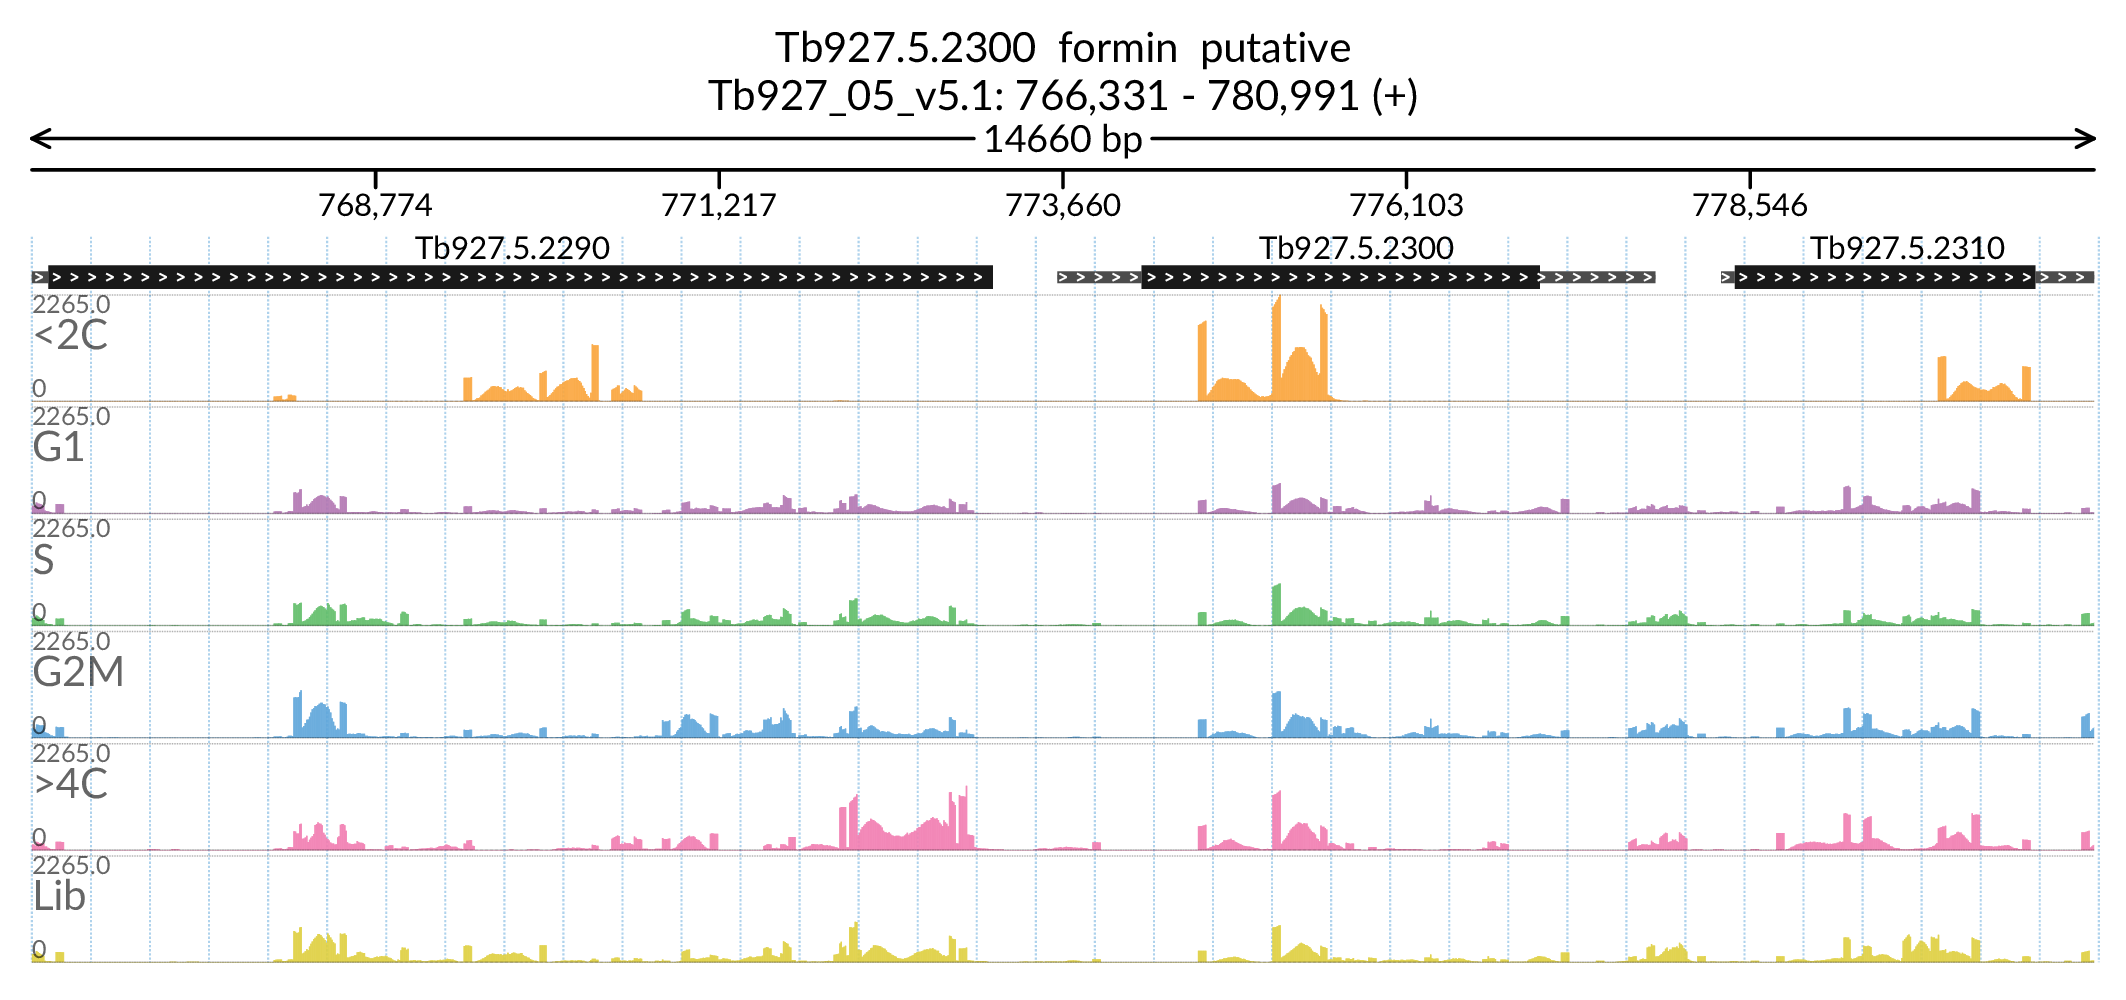 Tb927.5.2300 formin putative
Tb927_05_v5.1: 766,331 - 780,991 (+)
14660 bp
768,774 771,217 773,660 776,103 778,546
Tb927.5.2290 Tb927.5.2300 Tb927.5.2310
2265.0
<2C
0
2265.0
G1
0
2265.0
S
0
2265.0
G2M
0
2265.0
>4C
0
2265.0
Lib
0